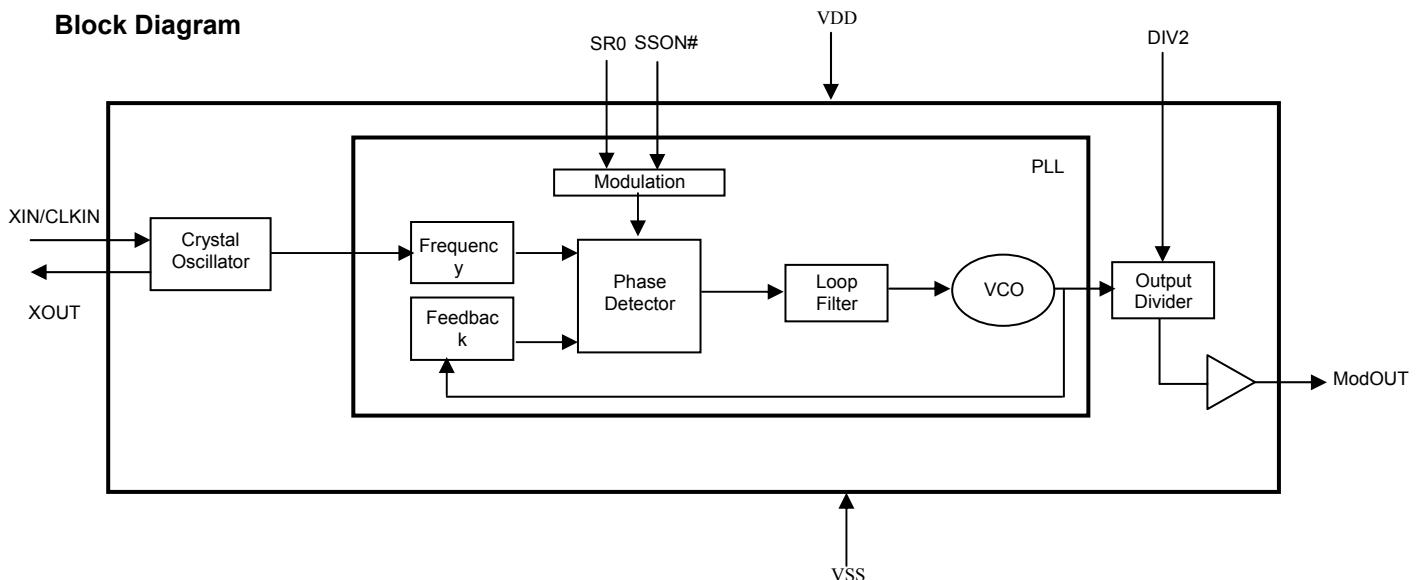 Block Diagram
VDD
SR0 SSON#
DIV2
PLL
Modulation
XIN/CLKIN
Crystal
Oscillator
XOUT
Frequenc
y
Feedbac
k
Phase
Detector
Loop
Filter
VCO
Output
Divider
ModOUT
VSS